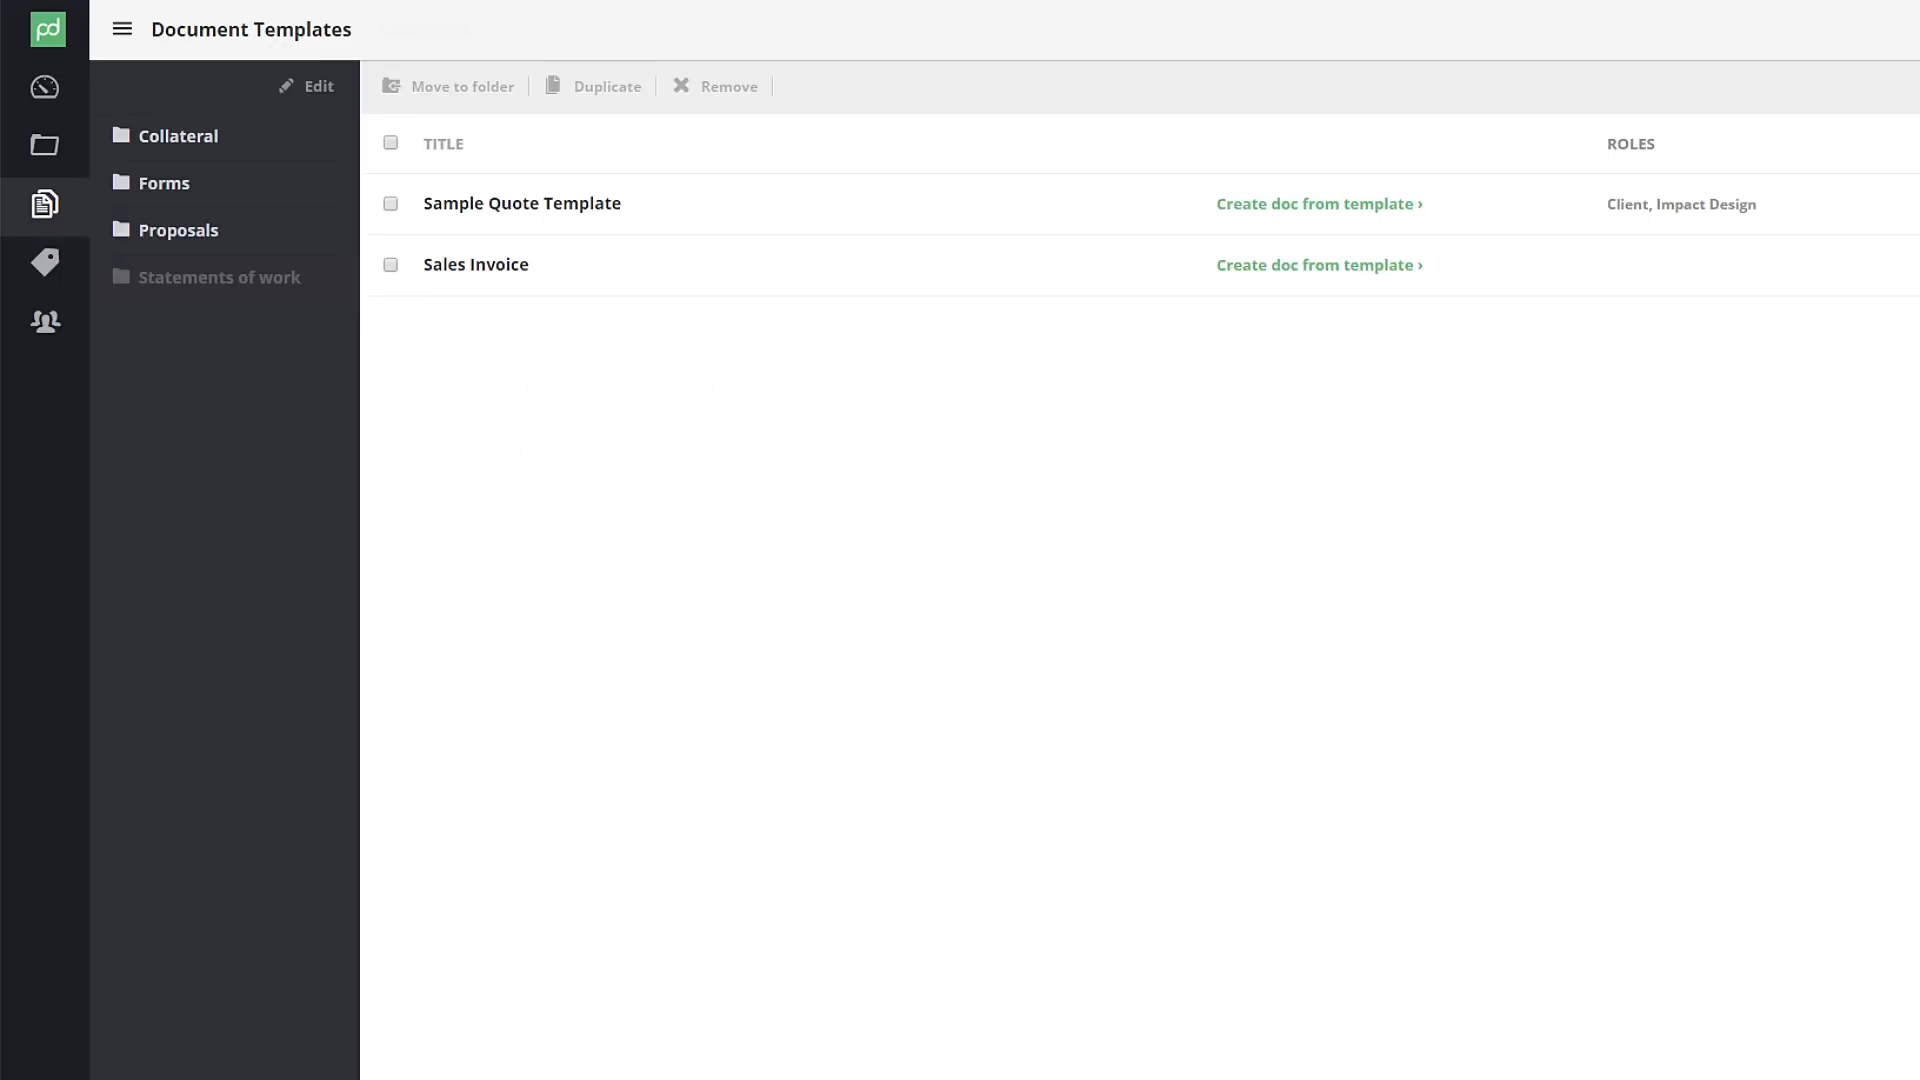 pd
Document Templates
Edit
Move to folder
Duplicate
Remove
Collateral
Forms
Proposals
Statements of work
TITLE
ROLES
Sample Quote Template
Create doc from template ›
Client, Impact Design
Sales Invoice
Create doc from template ›